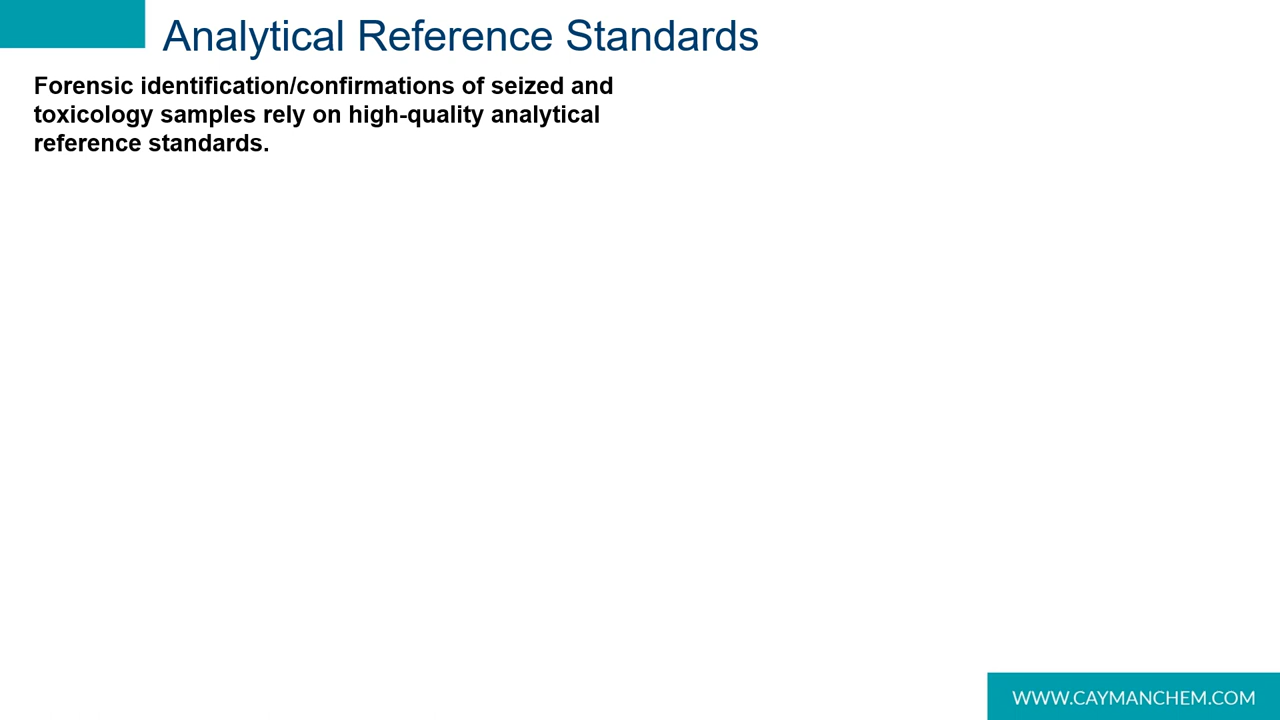 Analytical Reference Standards
Forensic identification/confirmations of seized and
toxicology samples rely on high-quality analytical
reference standards.
WWW.CAYMANCHEM.COM